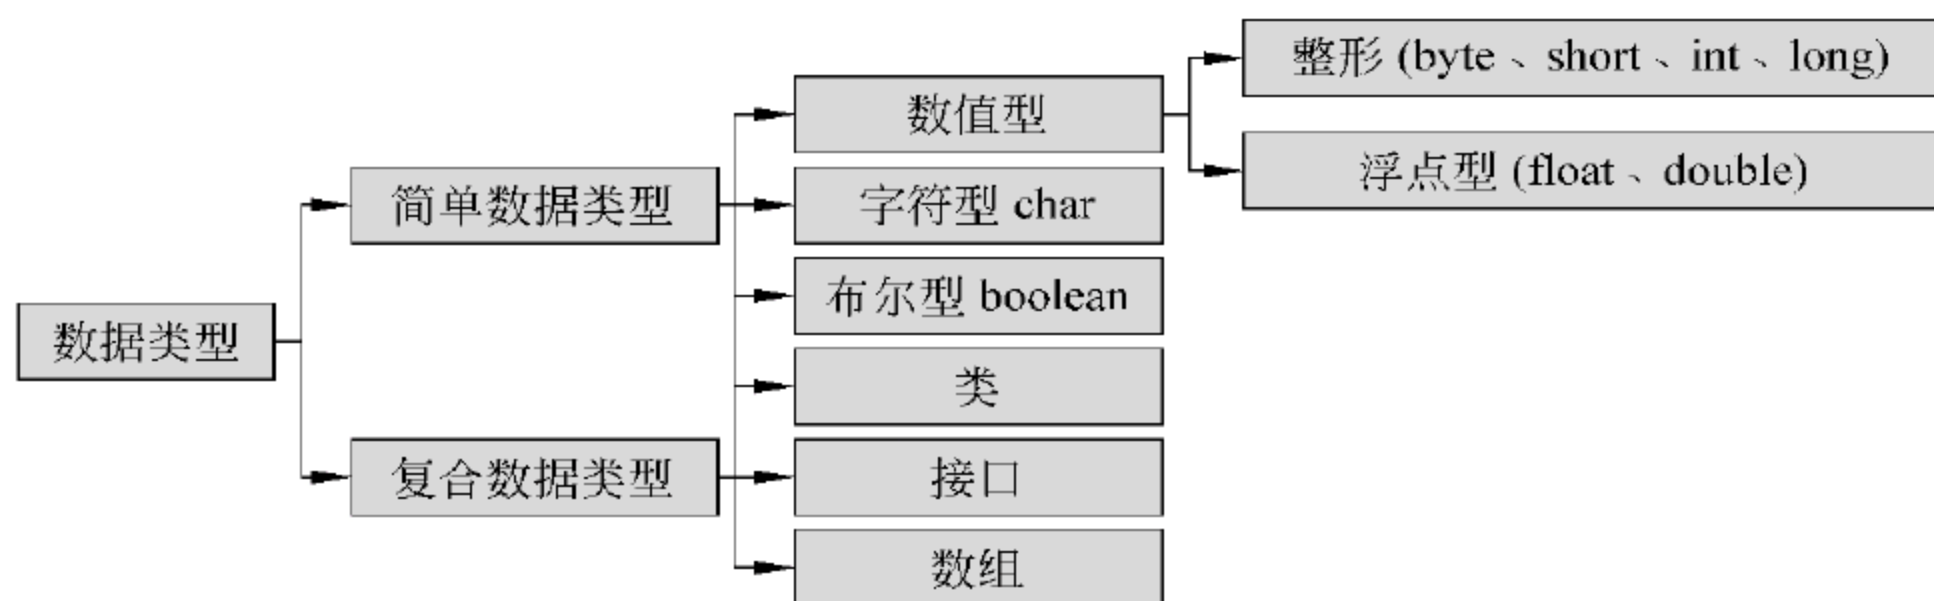 数据类型
简单数据类型
数值型
整形 (byte、short、int、long)
浮点型 (float、double)
字符型 char
布尔型 boolean
复合数据类型
类
接口
数组